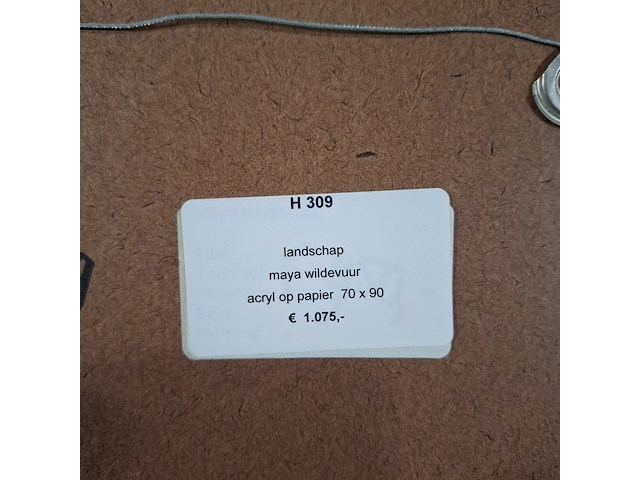 H 309
landschap
maya wildevuur
acryl op papier 70 x 90
€ 1.075,-